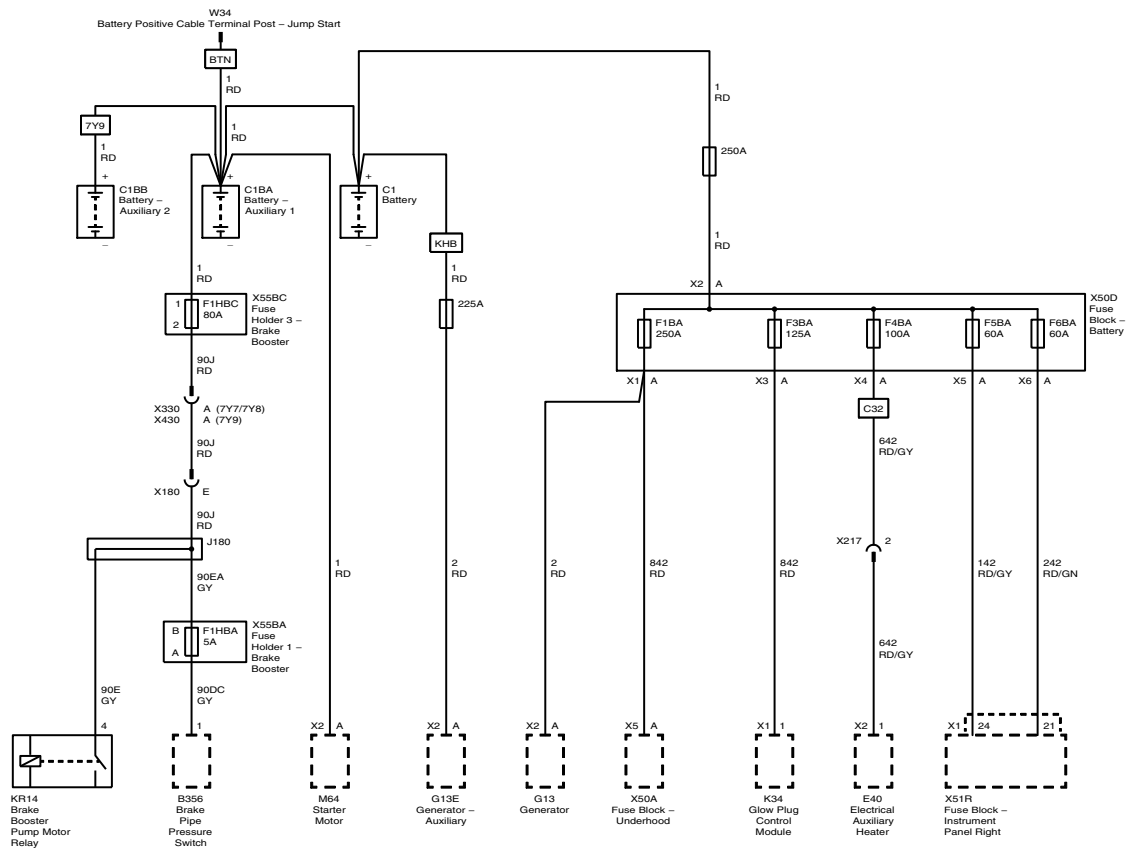 W34
Battery Positive Cable Terminal Post – Jump Start
BTN
1
RD
1
RD
7Y9
1
RD
1
RD
250A
+
C1BB
Battery –
Auxiliary 2
–
+
C1BA
Battery –
Auxiliary 1
–
+
C1
Battery
–
KHB
1
RD
1
RD
1
RD
225A
X2 A
X50D
Fuse
Block –
Battery
1
2
F1HBC
80A
X55BC
Fuse
Holder 3 –
Brake
Booster
F1BA
250A
F3BA
125A
F4BA
100A
F5BA
60A
F6BA
60A
90J
RD
X1 A
X3 A
X4 A
X5 A
X6 A
C32
X330 A (7Y7/7Y8)
X430 A (7Y9)
90J
RD
642
RD/GY
X180 E
90J
RD
J180
X217 2
90EA
GY
1
RD
2
RD
2
RD
842
RD
842
RD
142
RD/GY
242
RD/GN
B
A
F1HBA
5A
X55BA
Fuse
Holder 1 –
Brake
Booster
642
RD/GY
90E
GY
90DC
GY
4
1
X2 A
X2 A
X2 A
X5 A
X1 1
X2 1
X1 24 21
KR14
Brake
Booster
Pump Motor
Relay
B356
Brake
Pipe
Pressure
Switch
M64
Starter
Motor
G13E
Generator –
Auxiliary
G13
Generator
X50A
Fuse Block –
Underhood
K34
Glow Plug
Control
Module
E40
Electrical
Auxiliary
Heater
X51R
Fuse Block –
Instrument
Panel Right